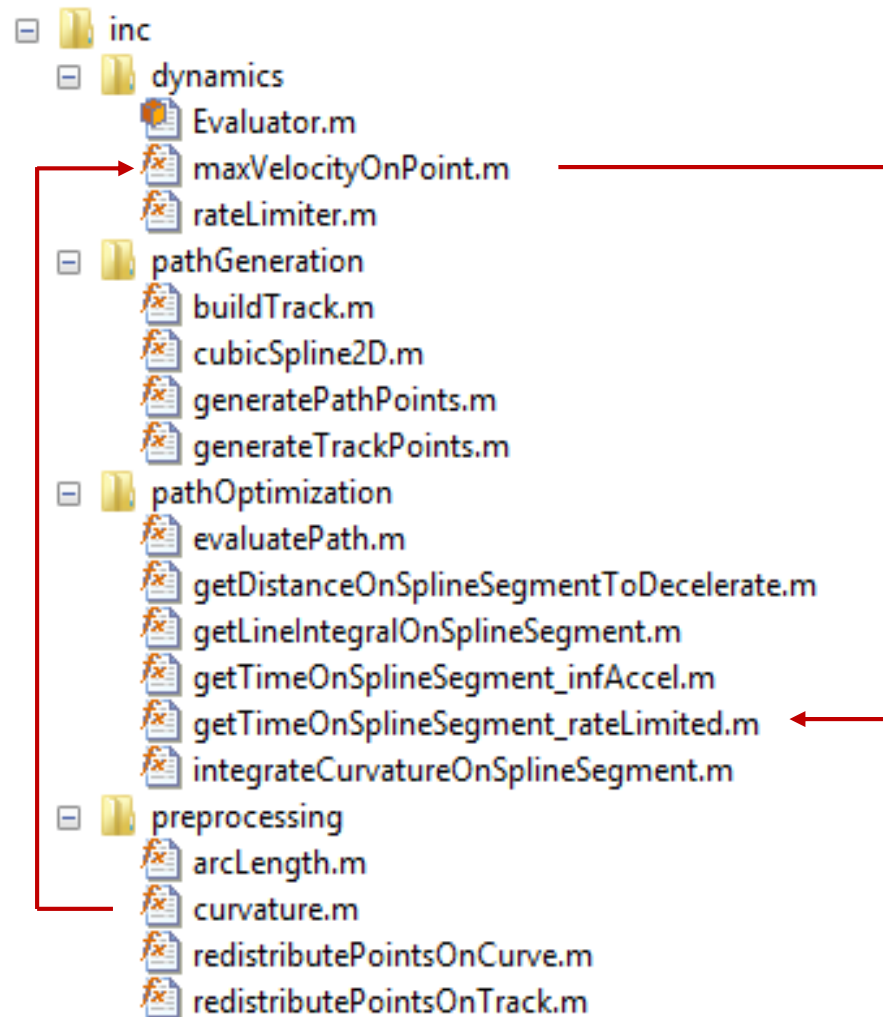 inc
dynamics
Evaluator.m
maxVelocityOnPoint.m
rateLimiter.m
pathGeneration
buildTrack.m
cubicSpline2D.m
generatePathPoints.m
generateTrackPoints.m
pathOptimization
evaluatePath.m
getDistanceOnSplineSegmentToDecelerate.m
getLineIntegralOnSplineSegment.m
getTimeOnSplineSegment_infAccel.m
getTimeOnSplineSegment_rateLimited.m
integrateCurvatureOnSplineSegment.m
preprocessing
arcLength.m
curvature.m
redistributePointsOnCurve.m
redistributePointsOnTrack.m